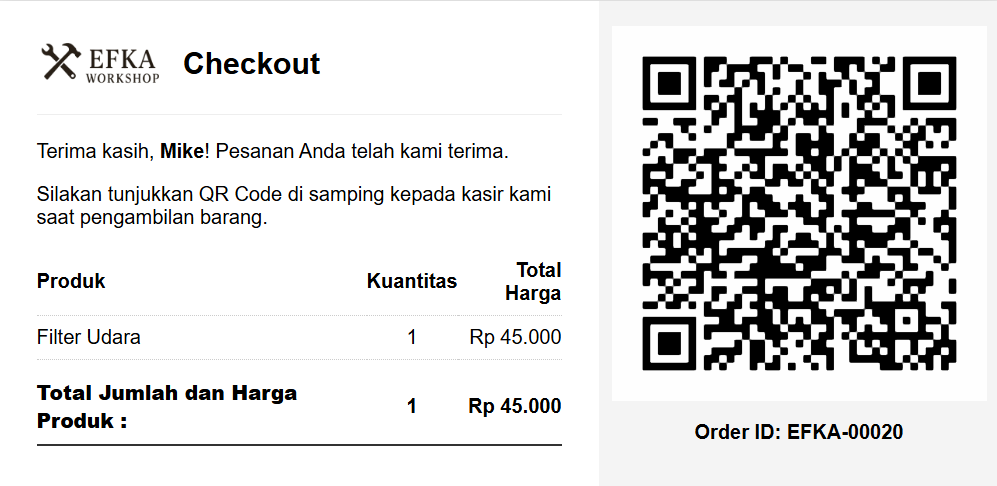 EFKA
WORKSHOP
Checkout
Terima kasih, Mike! Pesanan Anda telah kami terima.
Silakan tunjukkan QR Code di samping kepada kasir kami
saat pengambilan barang.
Produk Kuantitas Total
Harga
Filter Udara 1 Rp 45.000
Total Jumlah dan Harga
Produk : 1 Rp 45.000
Order ID: EFKA-00020